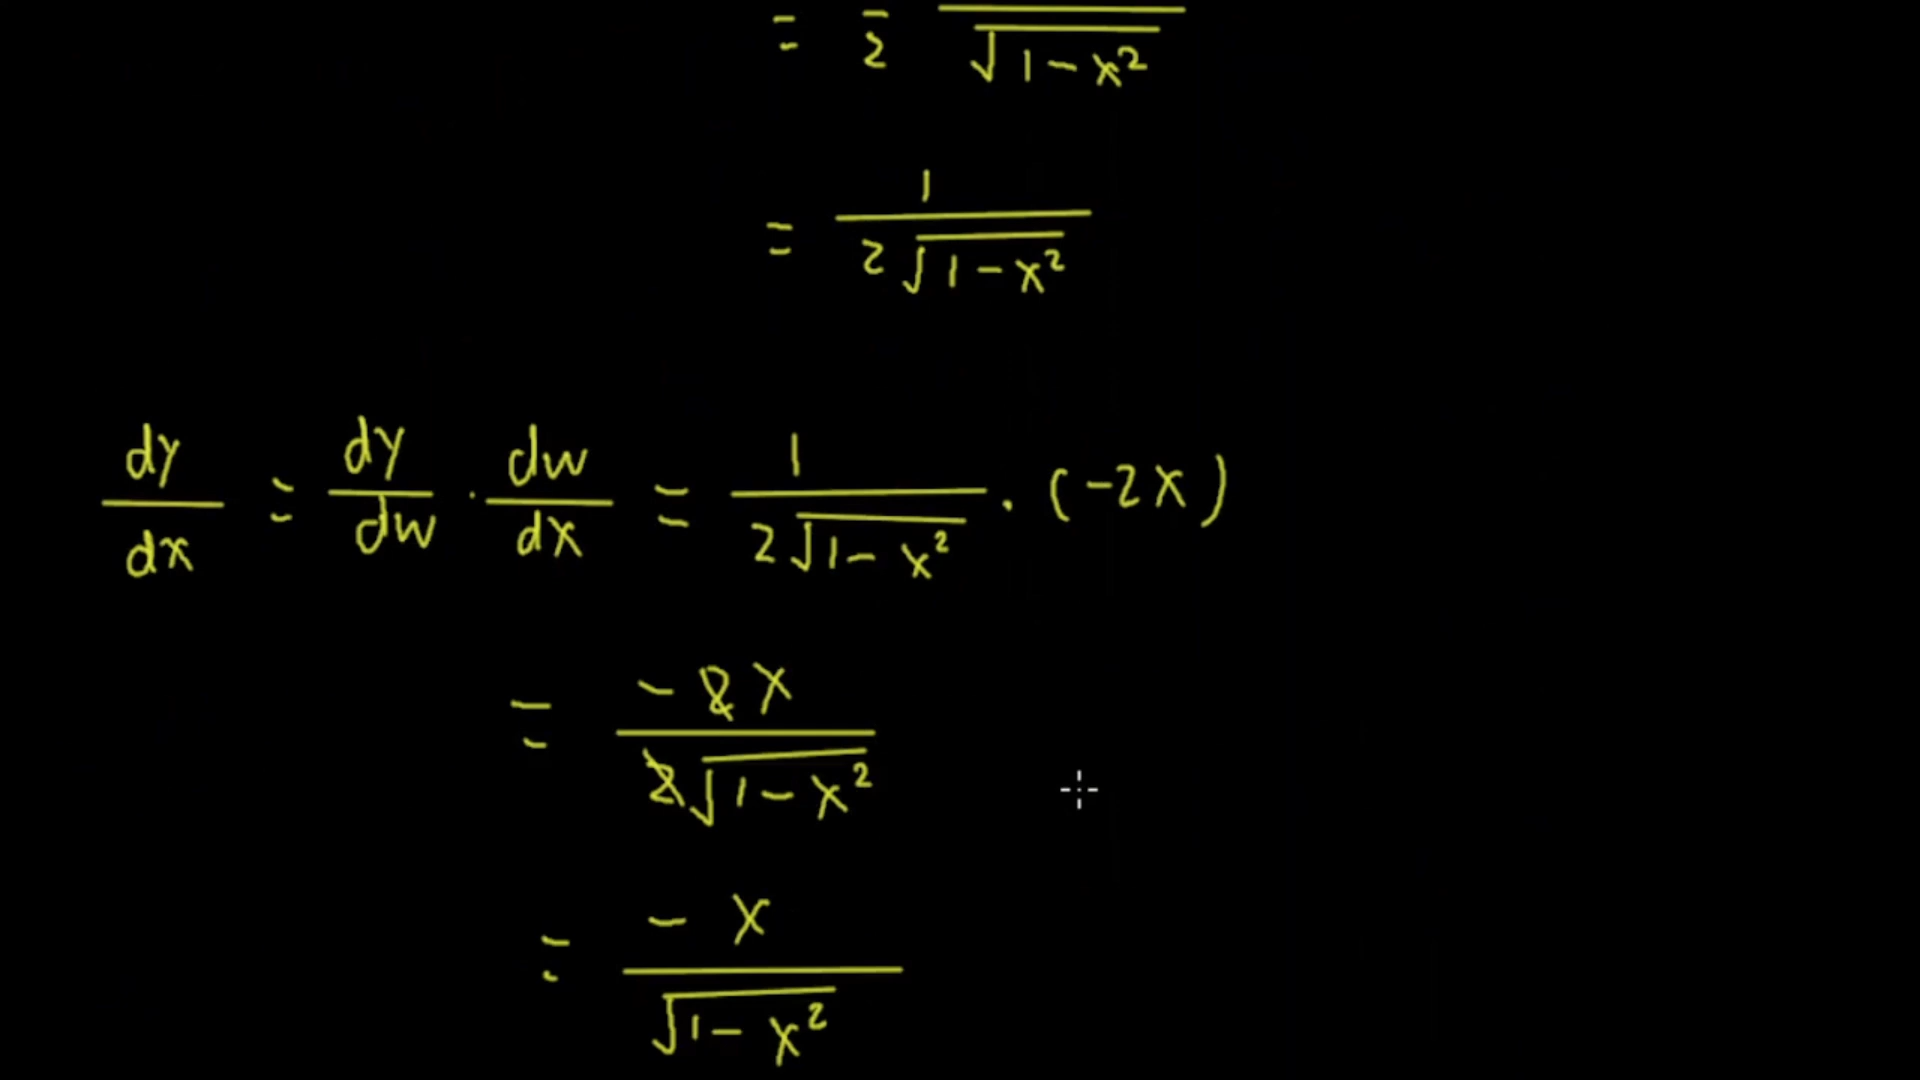 = 1/2 · 1/√(1-x²)
= 1/(2√(1-x²))
dy/dx = dy/dw · dw/dx = 1/(2√(1-x²)) · (-2x)
= -2x/(2√(1-x²))
= -x/√(1-x²)